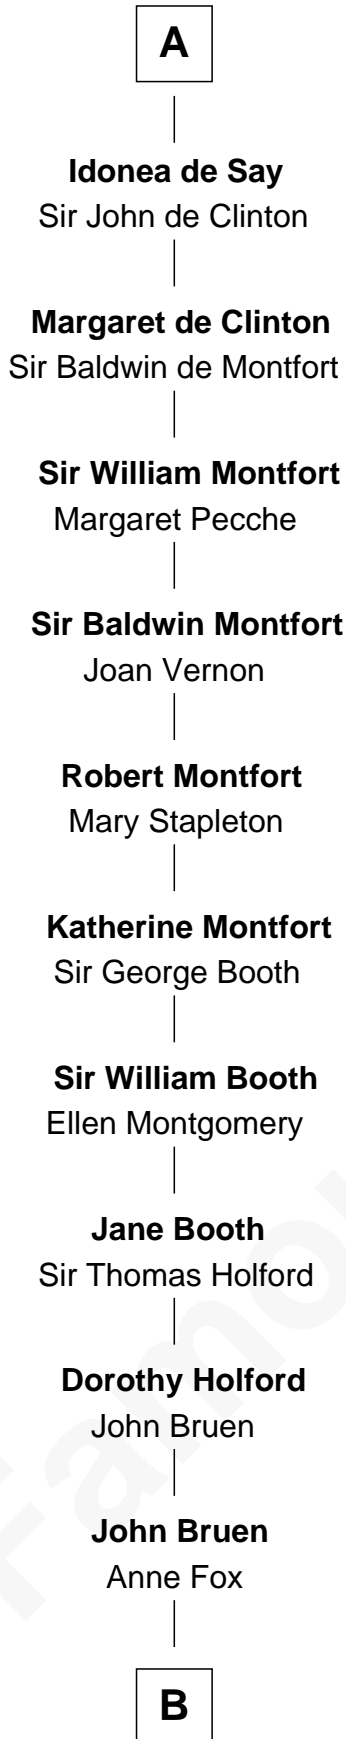 A
Idonea de Say
Sir John de Clinton
Margaret de Clinton
Sir Baldwin de Montfort
Sir William Montfort
Margaret Pecche
Sir Baldwin Montfort
Joan Vernon
Robert Montfort
Mary Stapleton
Katherine Montfort
Sir George Booth
Sir William Booth
Ellen Montgomery
Jane Booth
Sir Thomas Holford
Dorothy Holford
John Bruen
John Bruen
Anne Fox
B